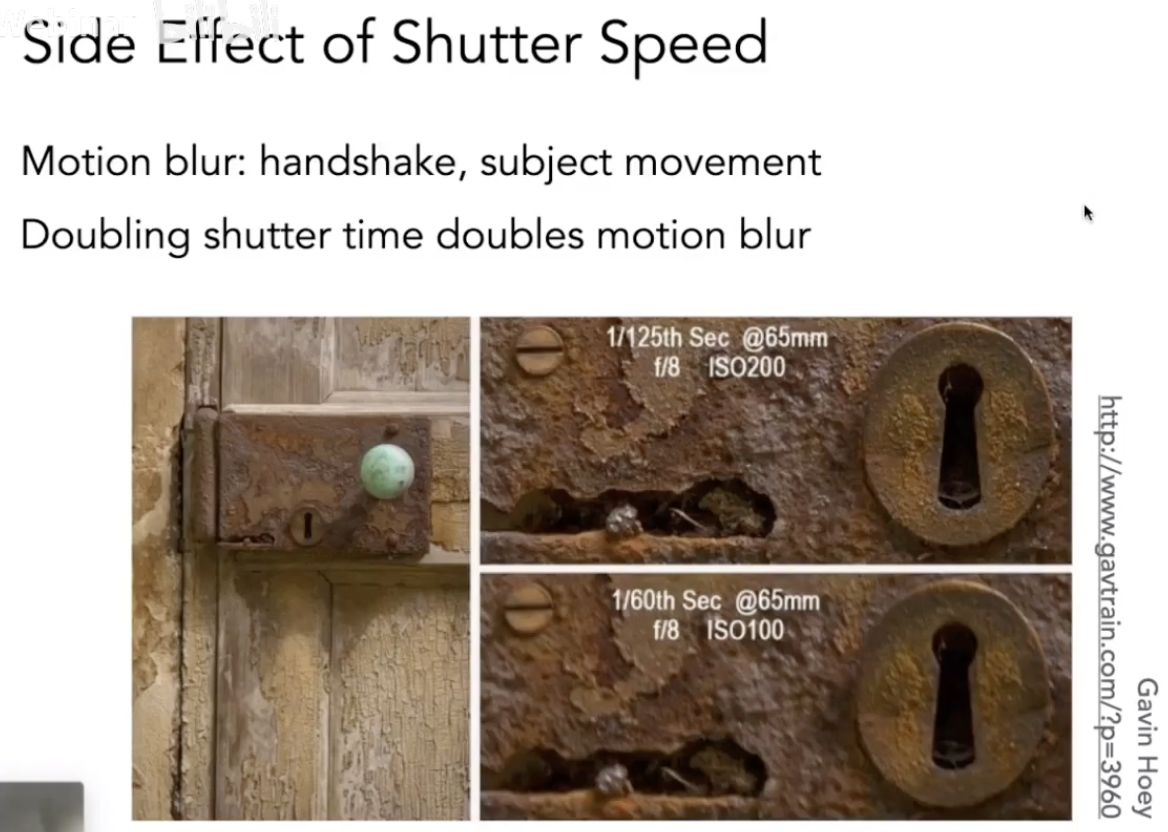 Side Effect of Shutter Speed
Motion blur: handshake, subject movement
Doubling shutter time doubles motion blur
1/125th Sec @65mm
f/8 ISO200
1/60th Sec @65mm
f/8 ISO100
Gavin Hoey
http://www.gavtrain.com/?p=3960